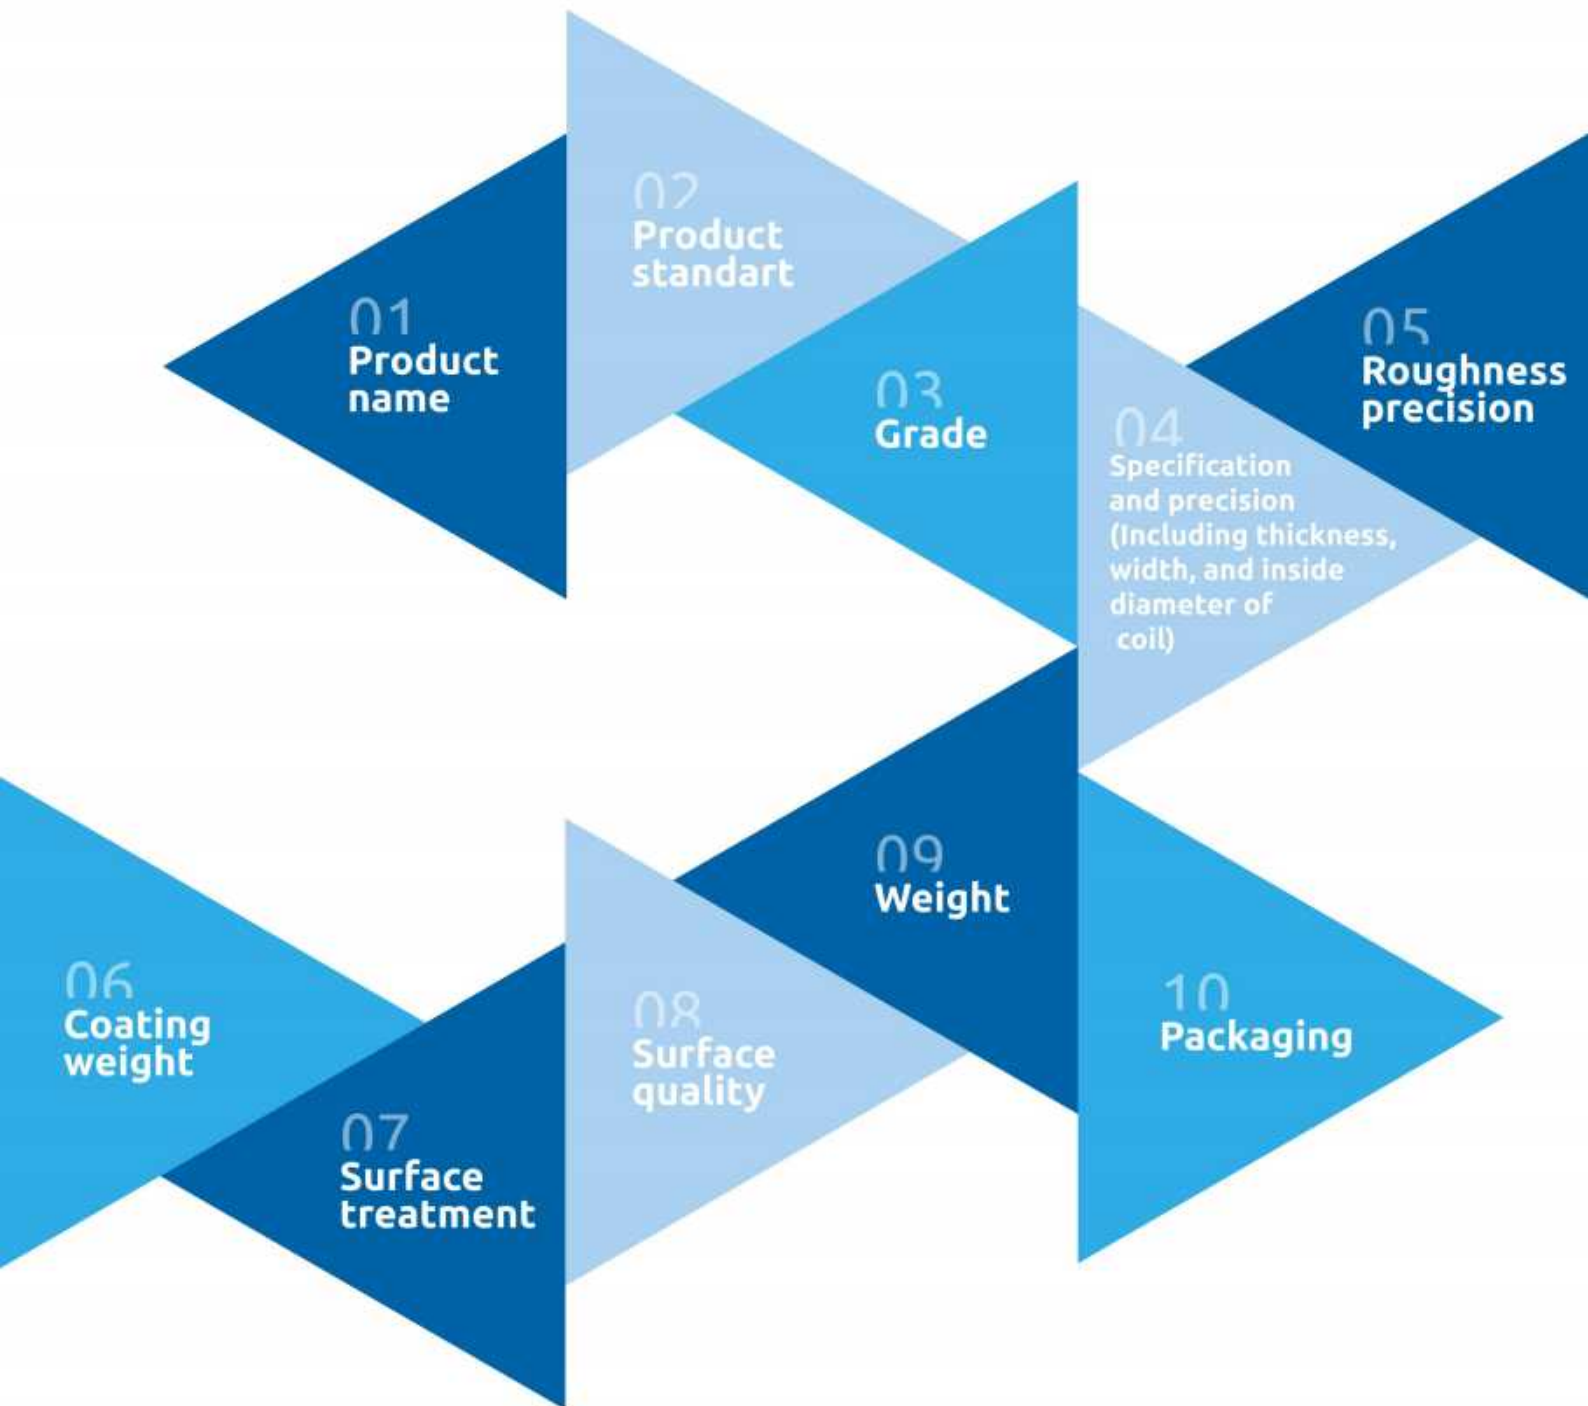 01
Product
name
02
Product
standart
03
Grade
04
Specification
and precision
(Including thickness,
width, and inside
diameter of
coil)
05
Roughness
precision
06
Coating
weight
07
Surface
treatment
08
Surface
quality
09
Weight
10
Packaging